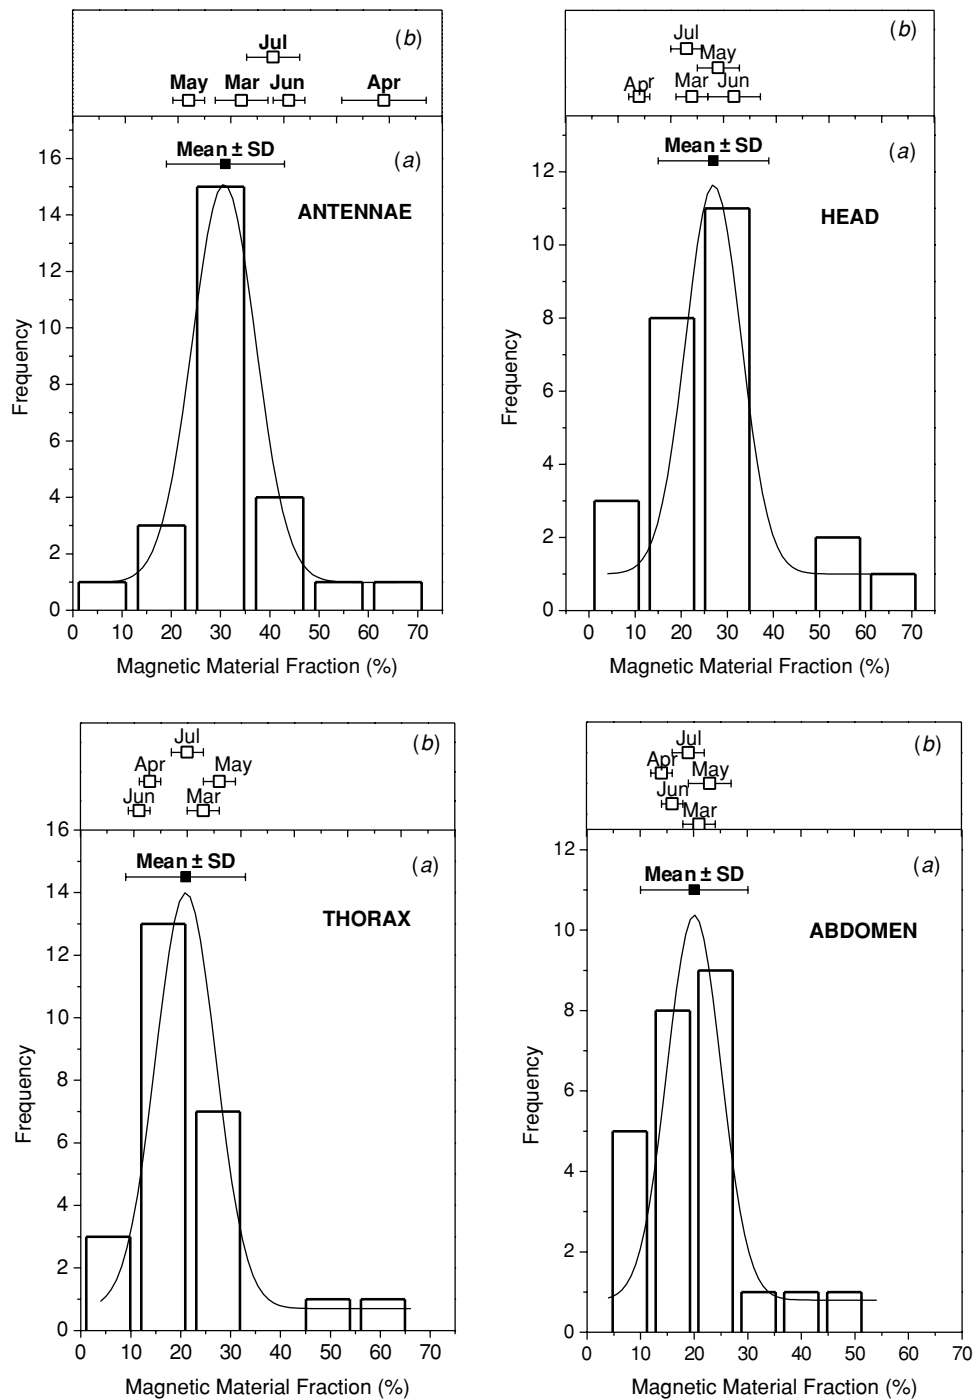 (b)
Jul
May Mar Jun Apr
16
Mean ± SD
(a)
ANTENNAE
14
12
10
8
6
4
2
0
Frequency
0 10 20 30 40 50 60 70
Magnetic Material Fraction (%)
(b)
Jul
May
Apr Mar Jun
12
Mean ± SD
(a)
HEAD
10
8
6
4
2
0
Frequency
0 10 20 30 40 50 60 70
Magnetic Material Fraction (%)
(b)
Jul
Apr May
Jun Mar
16
Mean ± SD
(a)
14
THORAX
12
10
8
6
4
2
0
Frequency
0 10 20 30 40 50 60 70
Magnetic Material Fraction (%)
(b)
Jul
Apr May
Jun
Mar
12
Mean ± SD
(a)
10
ABDOMEN
8
6
4
2
0
Frequency
0 10 20 30 40 50 60 70
Magnetic Material Fraction (%)